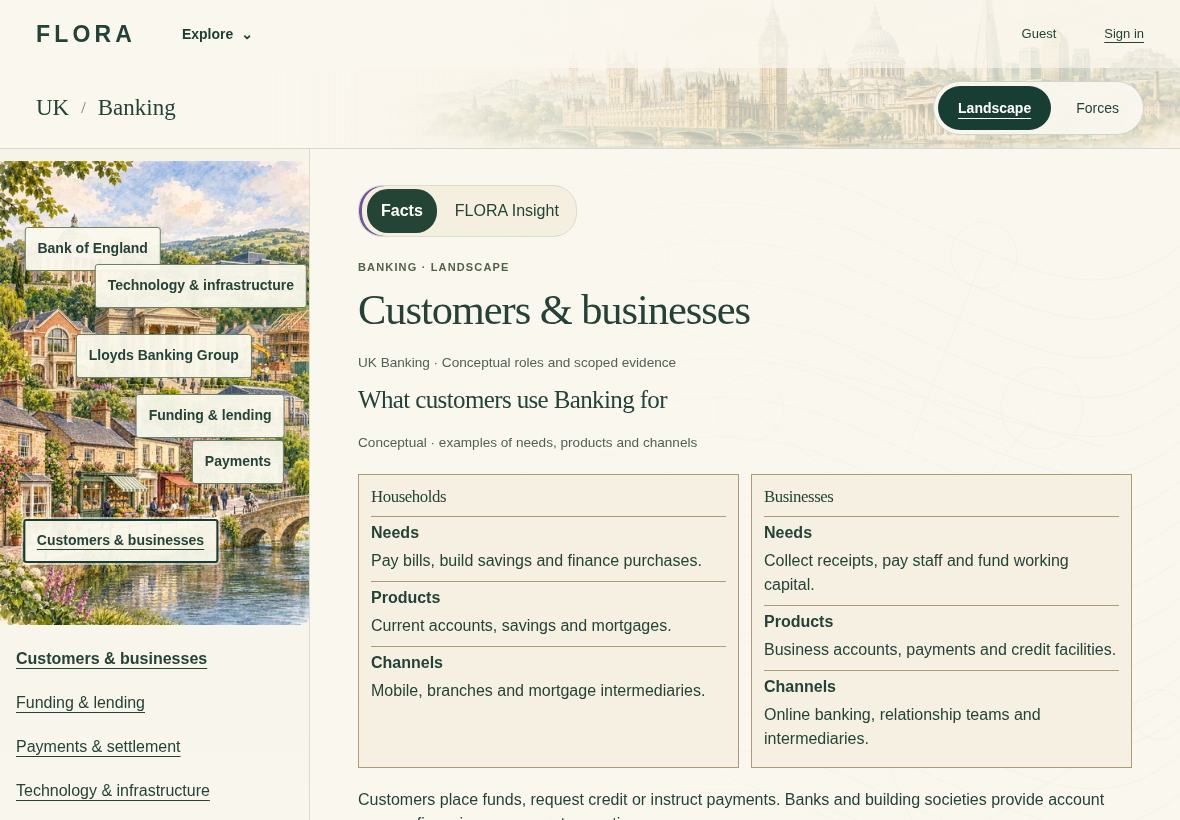 FLORA
Explore
Guest
Sign in
UK / Banking
Landscape
Forces
Bank of England
Technology & infrastructure
Lloyds Banking Group
Funding & lending
Payments
Customers & businesses
Customers & businesses
Funding & lending
Payments & settlement
Technology & infrastructure
Facts
FLORA Insight
BANKING · LANDSCAPE
Customers & businesses
UK Banking · Conceptual roles and scoped evidence
What customers use Banking for
Conceptual · examples of needs, products and channels
Households
Needs
Pay bills, build savings and finance purchases.
Products
Current accounts, savings and mortgages.
Channels
Mobile, branches and mortgage intermediaries.
Businesses
Needs
Collect receipts, pay staff and fund working
capital.
Products
Business accounts, payments and credit facilities.
Channels
Online banking, relationship teams and
intermediaries.
Customers place funds, request credit or instruct payments. Banks and building societies provide account